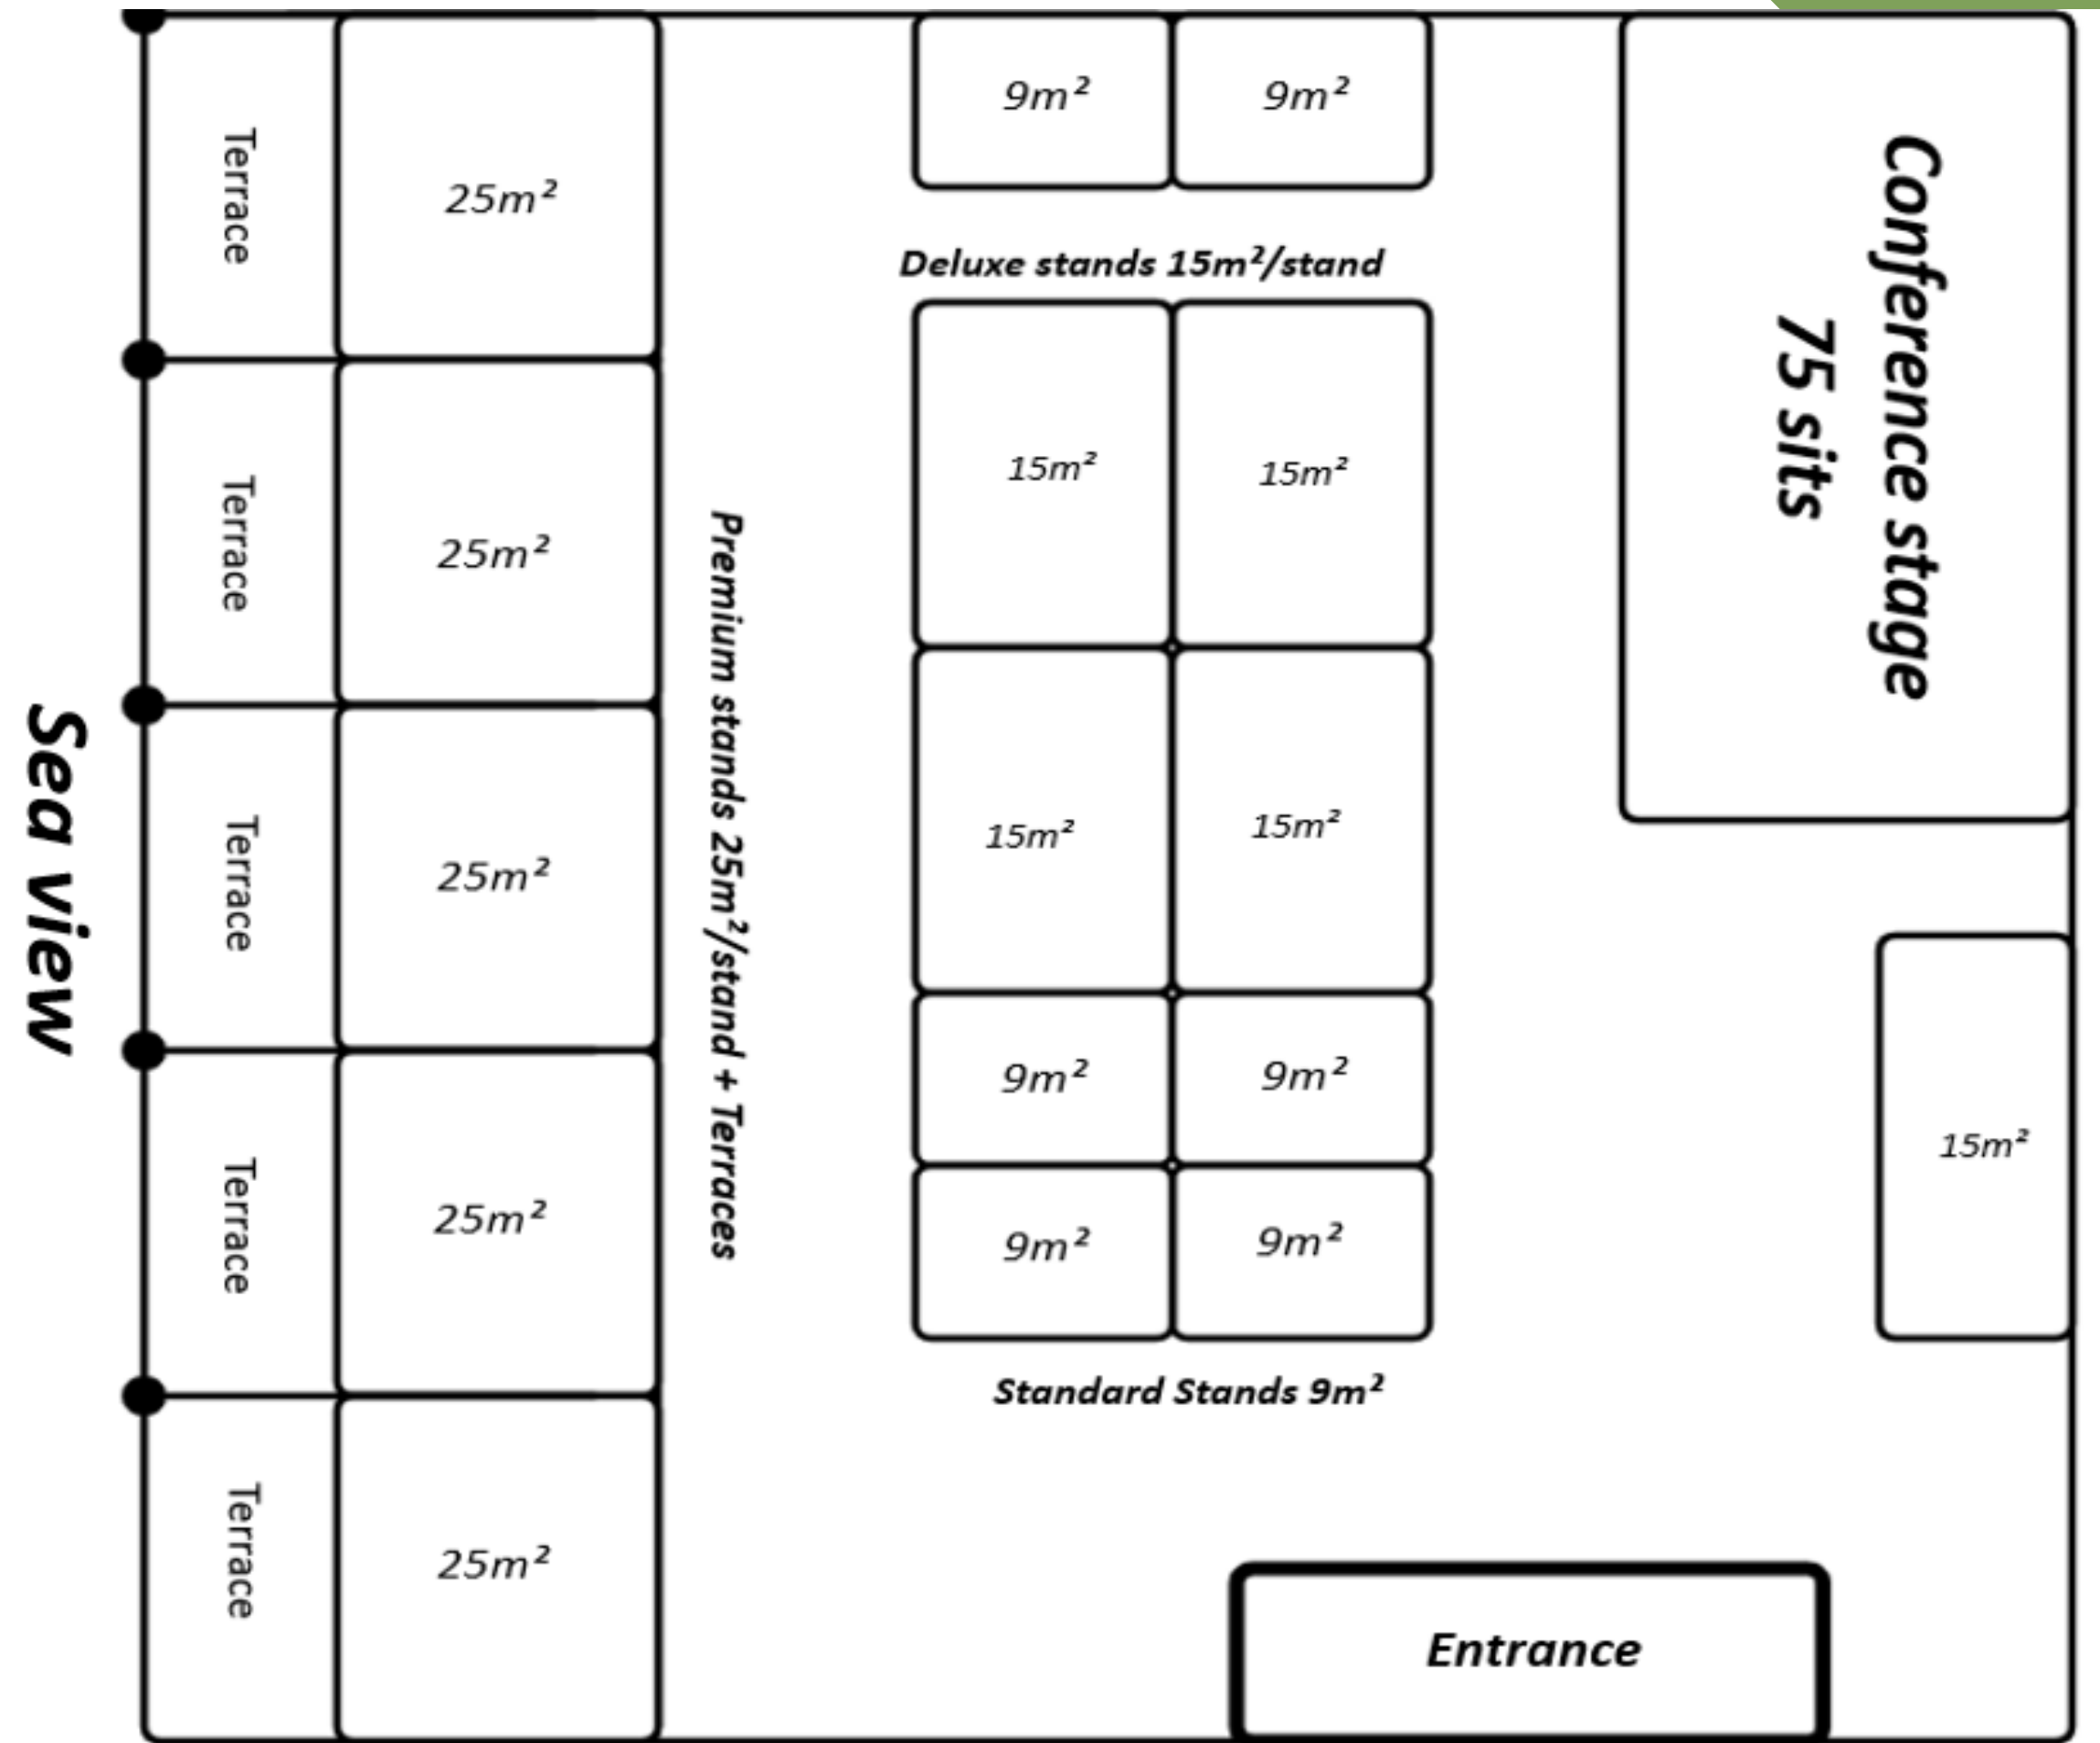 Sea view
Terrace
Terrace
Terrace
Terrace
Terrace
25m²
25m²
25m²
25m²
25m²
Premium stands 25m²/stand + Terraces
9m² 9m²
Deluxe stands 15m²/stand
15m² 15m²
15m² 15m²
9m² 9m²
9m² 9m²
Standard Stands 9m²
Conference stage
75 sits
15m²
Entrance